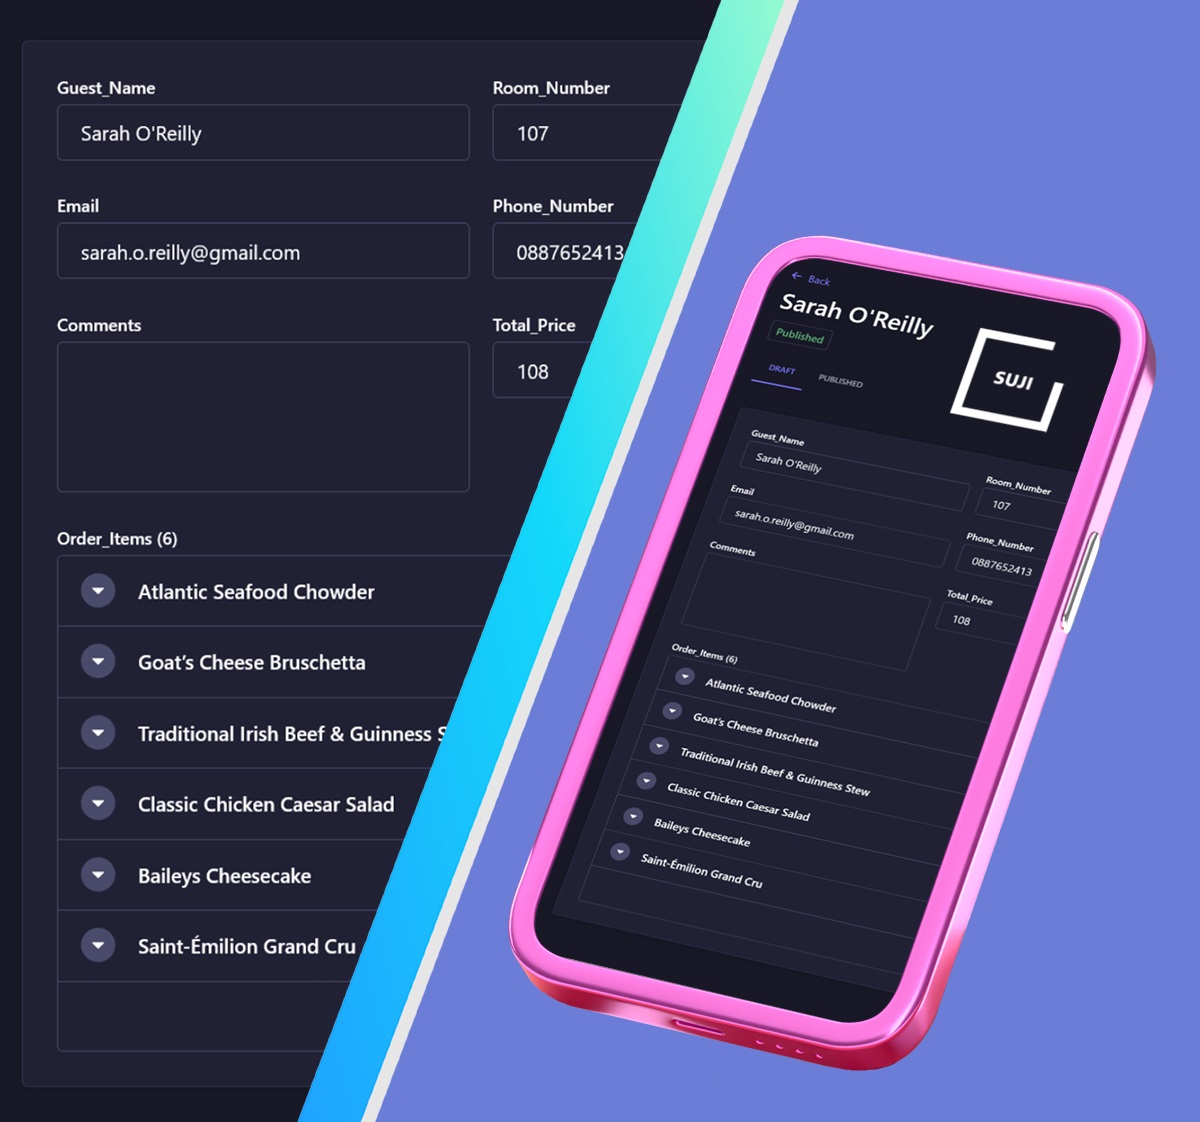 Guest_Name
Sarah O'Reilly
Room_Number
107
Email
sarah.o.reilly@gmail.com
Phone_Number
0887652413
Comments
Total_Price
108
Order_Items (6)
Atlantic Seafood Chowder
Goat's Cheese Bruschetta
Traditional Irish Beef & Guinness S
Classic Chicken Caesar Salad
Baileys Cheesecake
Saint-Émilion Grand Cru
Back
Sarah O'Reilly
Published
DRAFT
PUBLISHED
SUJI
Guest_Name
Sarah O'Reilly
Room_Number
107
Email
sarah.o.reilly@gmail.com
Phone_Number
0887652413
Comments
Total_Price
108
Order_Items (6)
Atlantic Seafood Chowder
Goat's Cheese Bruschetta
Traditional Irish Beef & Guinness Stew
Classic Chicken Caesar Salad
Baileys Cheesecake
Saint-Émilion Grand Cru